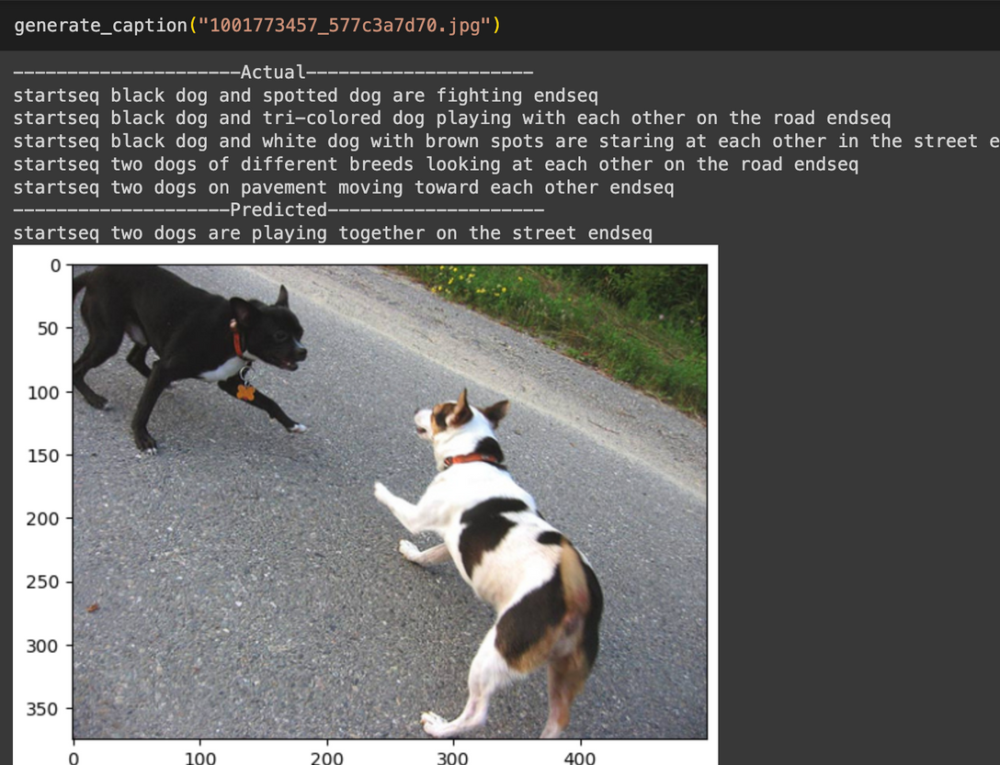 generate_caption("1001773457_577c3a7d70.jpg")
---------------------Actual---------------------
startseq black dog and spotted dog are fighting endseq
startseq black dog and tri-colored dog playing with each other on the road endseq
startseq black dog and white dog with brown spots are staring at each other in the street e
startseq two dogs of different breeds looking at each other on the road endseq
startseq two dogs on pavement moving toward each other endseq
--------------------Predicted--------------------
startseq two dogs are playing together on the street endseq
0
50
100
150
200
250
300
350
0 100 200 300 400